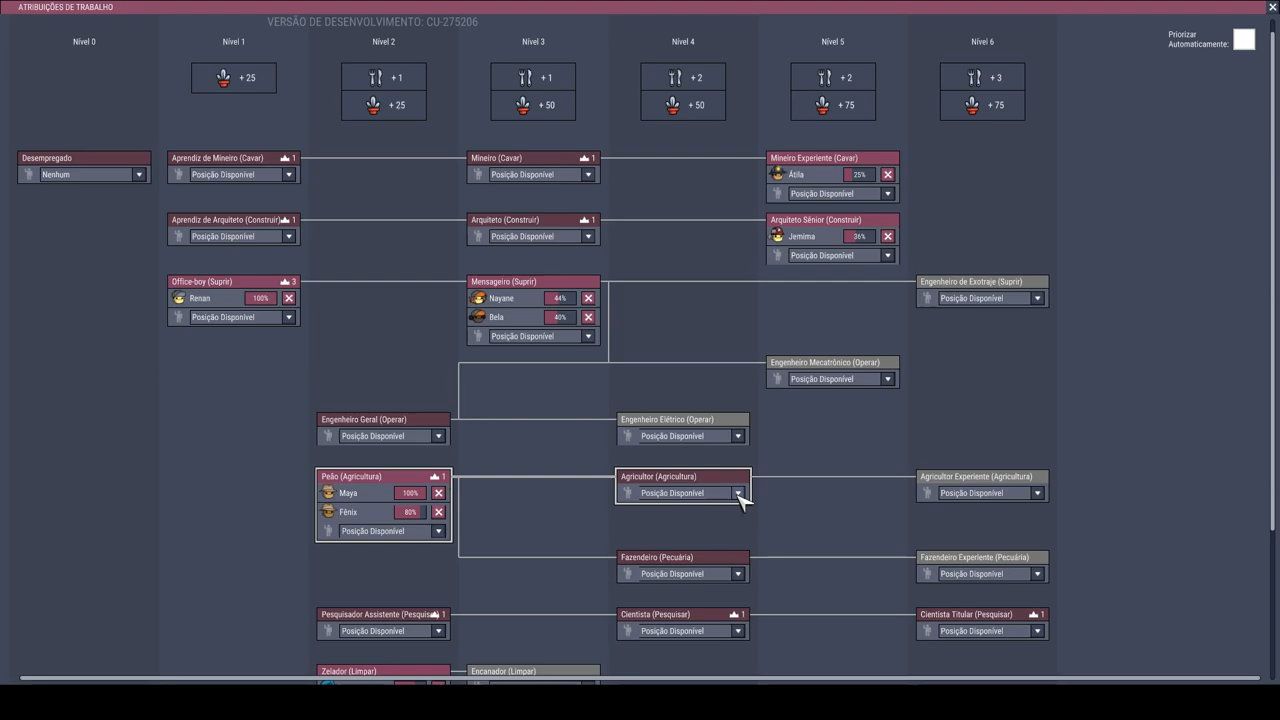 ATRIBUIÇÕES DE TRABALHO
VERSÃO DE DESENVOLVIMENTO: CU-275206
Nível 0
Nível 1
Nível 2
Nível 3
Nível 4
Nível 5
Nível 6
Priorizar
Automaticamente:
+ 25
+ 1
+ 1
+ 2
+ 2
+ 3
+ 25
+ 50
+ 50
+ 75
+ 75
Desempregado
Nenhum
Aprendiz de Mineiro (Cavar) 1
Posição Disponível
Mineiro (Cavar) 1
Posição Disponível
Mineiro Experiente (Cavar)
Átila 25%
Posição Disponível
Aprendiz de Arquiteto (Construir) 1
Posição Disponível
Arquiteto (Construir) 1
Posição Disponível
Arquiteto Sênior (Construir)
Jemima 36%
Posição Disponível
Office-boy (Suprir) 3
Renan 100%
Posição Disponível
Mensageiro (Suprir)
Nayane 44%
Bela 40%
Posição Disponível
Engenheiro de Exotraje (Suprir)
Posição Disponível
Engenheiro Mecatrônico (Operar)
Posição Disponível
Engenheiro Geral (Operar)
Posição Disponível
Engenheiro Elétrico (Operar)
Posição Disponível
Peão (Agricultura) 1
Maya 100%
Fênix 80%
Posição Disponível
Agricultor (Agricultura)
Posição Disponível
Agricultor Experiente (Agricultura)
Posição Disponível
Fazendeiro (Pecuária)
Posição Disponível
Fazendeiro Experiente (Pecuária)
Posição Disponível
Pesquisador Assistente (Pesquisar) 1
Posição Disponível
Cientista (Pesquisar) 1
Posição Disponível
Cientista Titular (Pesquisar) 1
Posição Disponível
Zelador (Limpar)
Encanador (Limpar)